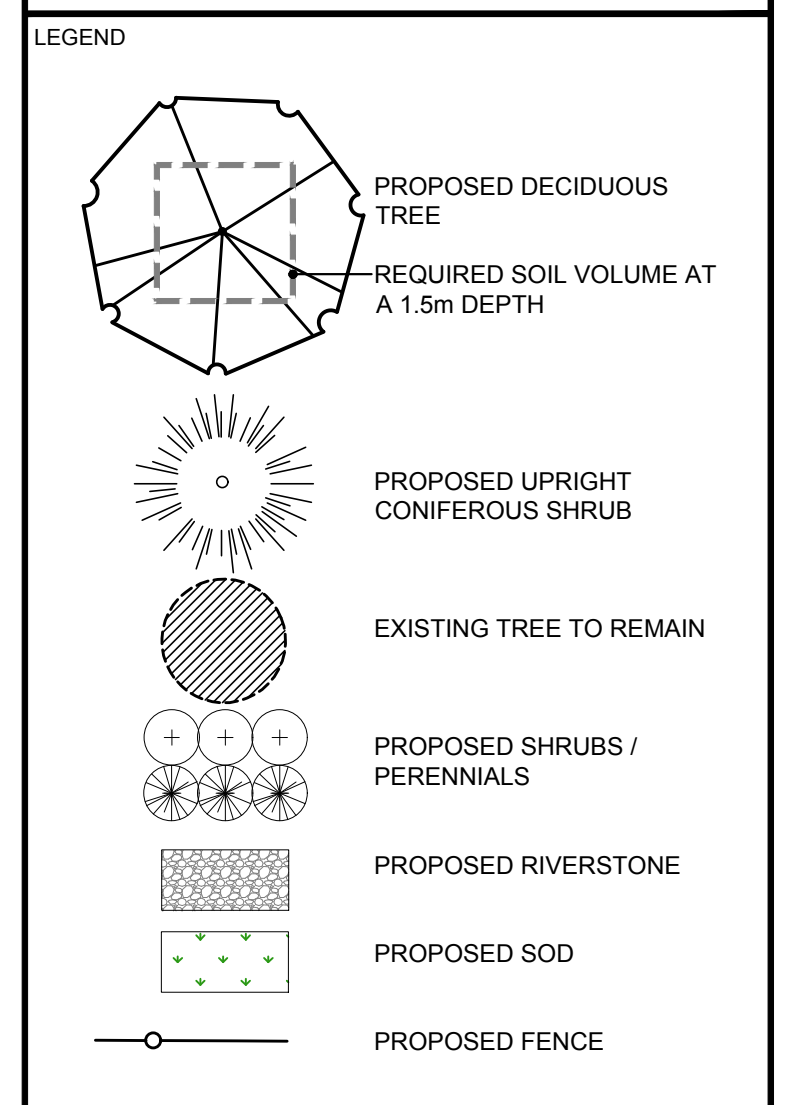 LEGEND
PROPOSED DECIDUOUS
TREE
REQUIRED SOIL VOLUME AT
A 1.5m DEPTH
PROPOSED UPRIGHT
CONIFEROUS SHRUB
EXISTING TREE TO REMAIN
PROPOSED SHRUBS /
PERENNIALS
PROPOSED RIVERSTONE
PROPOSED SOD
PROPOSED FENCE